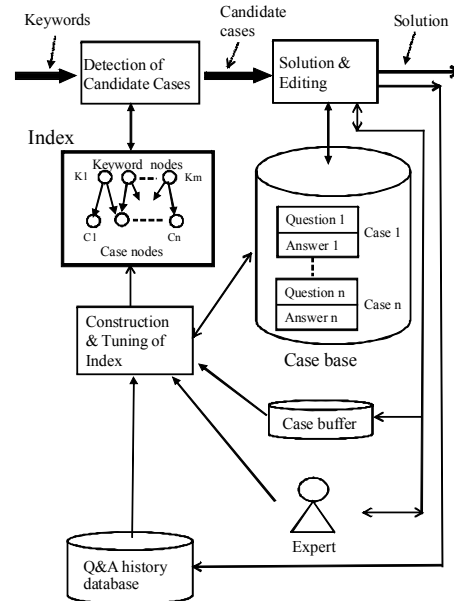 Keywords
Candidate
cases
Solution
Detection of
Candidate Cases
Solution &
Editing
Index
Keyword nodes
K1
Km
C1
Cn
Case nodes
Question 1
Answer 1
Case 1
Question n
Answer n
Case n
Case base
Construction
& Tuning of
Index
Case buffer
Expert
Q&A history
database